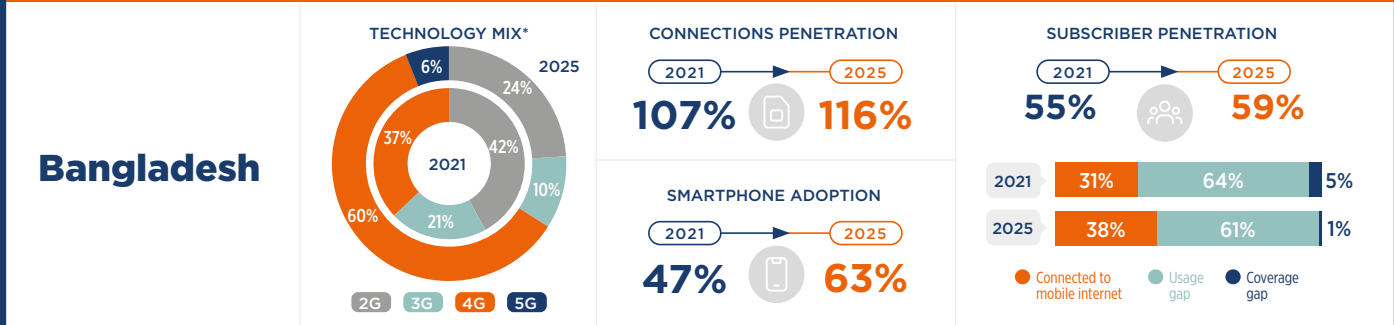 Bangladesh
TECHNOLOGY MIX*
2025
6%
24%
10%
60%
2021
42%
21%
37%
2G 3G 4G 5G
CONNECTIONS PENETRATION
2021 2025
107% 116%
SMARTPHONE ADOPTION
2021 2025
47% 63%
SUBSCRIBER PENETRATION
2021 2025
55% 59%
2021 31% 64% 5%
2025 38% 61% 1%
Connected to
mobile internet
Usage
gap
Coverage
gap